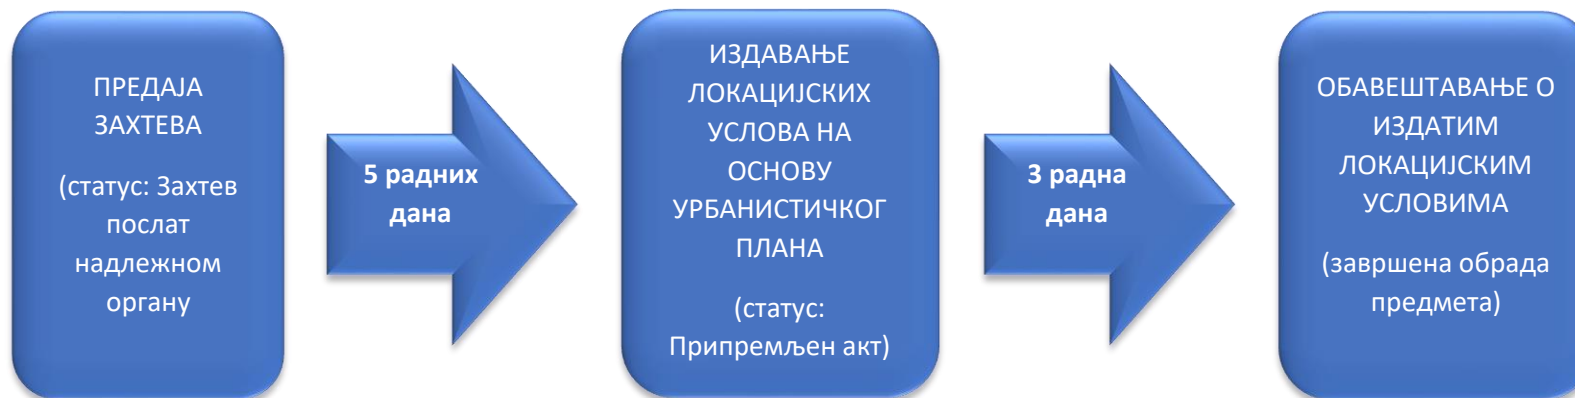 ПРЕДАЈА
ЗАХТЕВА
(статус: Захтев
послат
надлежном
органу
5 радних
дана
ИЗДАВАЊЕ
ЛОКАЦИЈСКИХ
УСЛОВА НА
ОСНОВУ
УРБАНИСТИЧКОГ
ПЛАНА
(статус:
Припремљен акт)
3 радна
дана
ОБАВЕШТАВАЊЕ О
ИЗДАТИМ
ЛОКАЦИЈСКИМ
УСЛОВИМА
(завршена обрада
предмета)